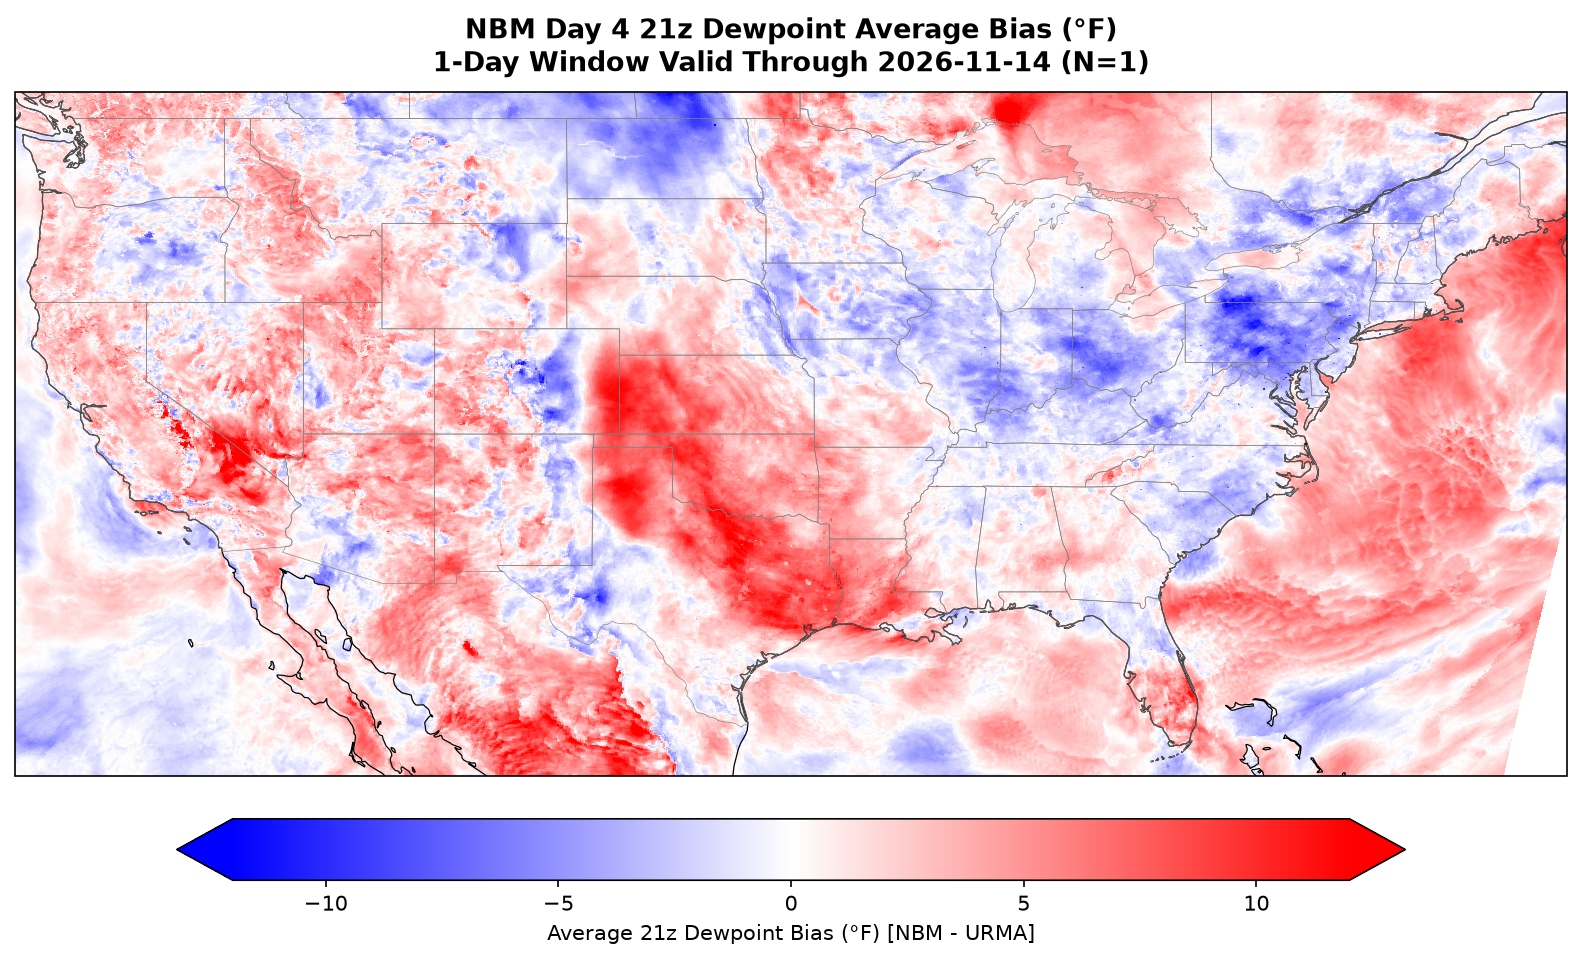 NBM Day 4 21z Dewpoint Average Bias (°F)
1-Day Window Valid Through 2026-11-14 (N=1)
−10 −5 0 5 10
Average 21z Dewpoint Bias (°F) [NBM - URMA]